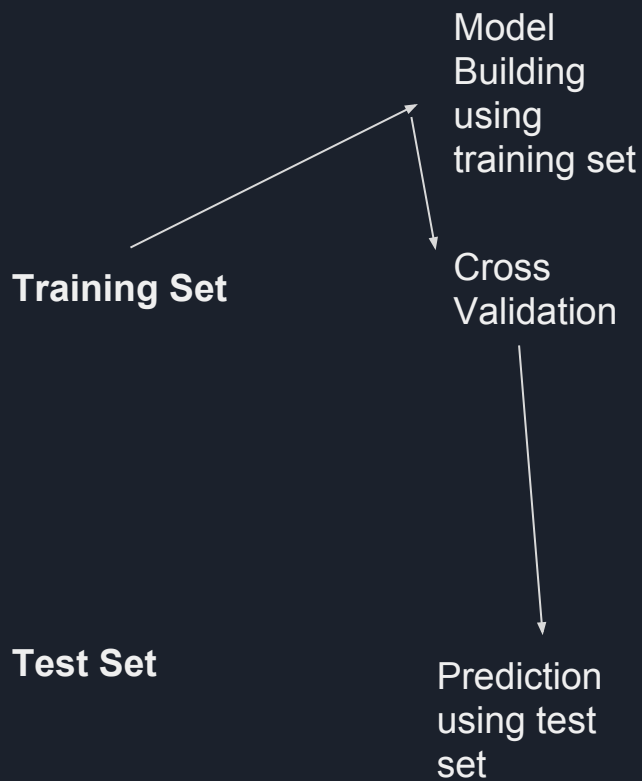 Model
Building
using
training set
Training Set
Cross
Validation
Test Set
Prediction
using test
set